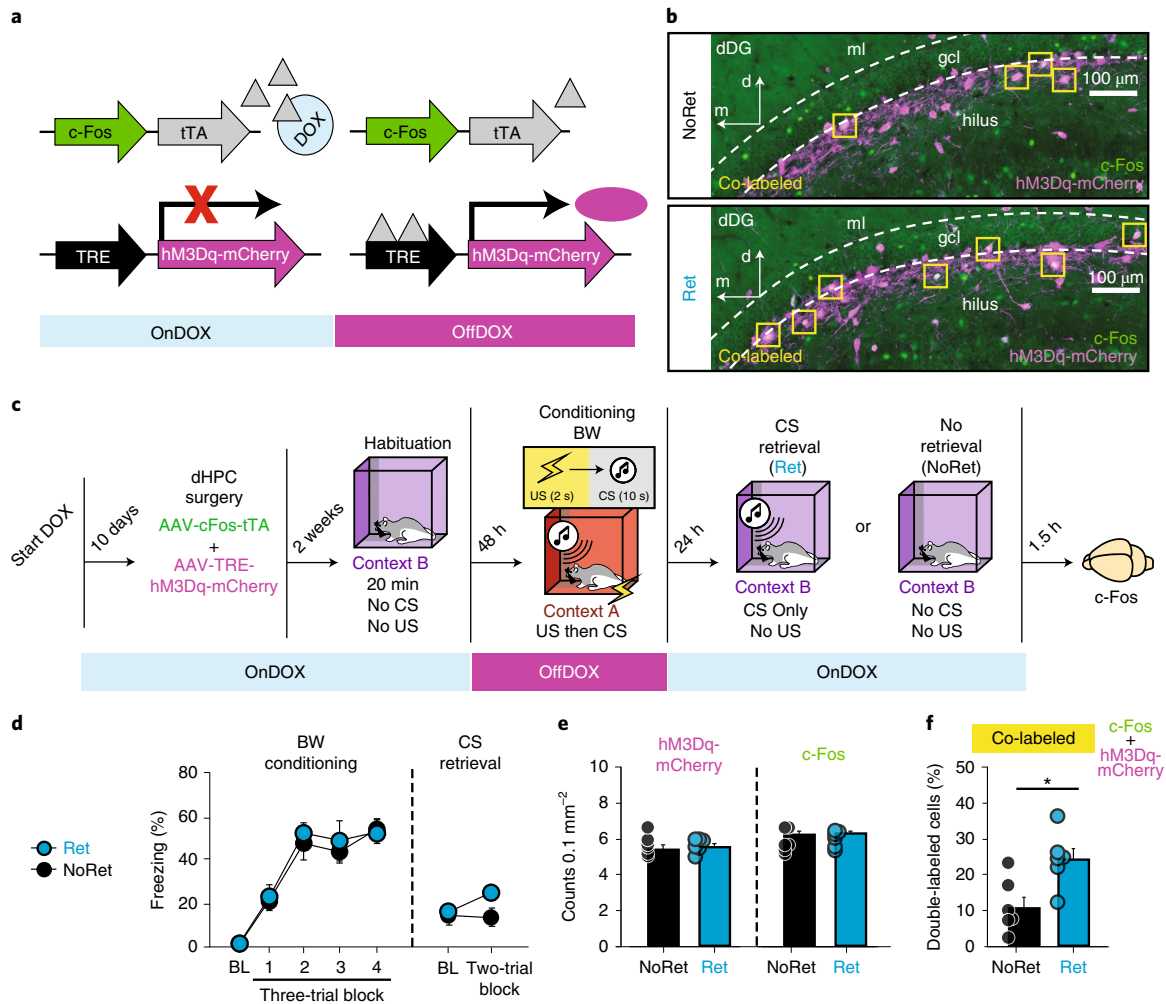 a
c-Fos
tTA
DOX
c-Fos
tTA
TRE
hM3Dq-mCherry
TRE
hM3Dq-mCherry
OnDOX
OffDOX
b
NoRet
dDG
ml
gcl
d
m
100 µm
hilus
c-Fos
Co-labeled
hM3Dq-mCherry
Ret
dDG
ml
gcl
d
m
100 µm
hilus
c-Fos
Co-labeled
hM3Dq-mCherry
c
Start DOX
10 days
dHPC
surgery
AAV-cFos-tTA
+
AAV-TRE-
hM3Dq-mCherry
2 weeks
Habituation
Context B
20 min
No CS
No US
48 h
Conditioning
BW
US (2 s)
CS (10 s)
Context A
US then CS
24 h
CS
retrieval
(Ret)
Context B
CS Only
No US
or
No
retrieval
(NoRet)
Context B
No CS
No US
1.5 h
c-Fos
OnDOX
OffDOX
OnDOX
d
Ret
NoRet
BW
conditioning
CS
retrieval
Freezing (%)
80
60
40
20
0
BL
1
2
3
4
BL
Two-trial
block
Three-trial block
e
hM3Dq-
mCherry
c-Fos
Counts 0.1 mm⁻²
10
8
6
4
2
0
NoRet
Ret
NoRet
Ret
f
Co-labeled
c-Fos
+
hM3Dq-
mCherry
Double-labeled cells (%)
50
40
30
20
10
0
*
NoRet
Ret